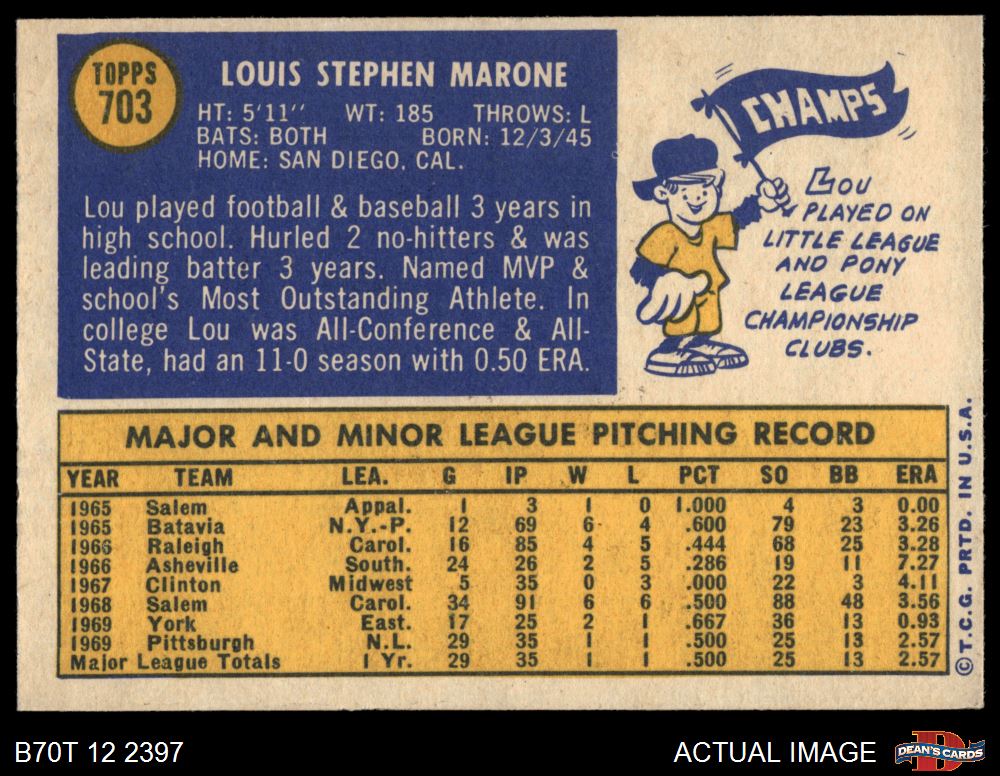 TOPPS
703
LOUIS STEPHEN MARONE
HT: 5'11'' WT: 185 THROWS: L
BATS: BOTH BORN: 12/3/45
HOME: SAN DIEGO, CAL.
Lou played football & baseball 3 years in
high school. Hurled 2 no-hitters & was
leading batter 3 years. Named MVP &
school's Most Outstanding Athlete. In
college Lou was All-Conference & All-
State, had an 11-0 season with 0.50 ERA.
CHAMPS
LOU
PLAYED ON
LITTLE LEAGUE
AND PONY
LEAGUE
CHAMPIONSHIP
CLUBS.
MAJOR AND MINOR LEAGUE PITCHING RECORD
YEAR TEAM LEA. G IP W L PCT SO BB ERA
1965 Salem Appal. 1 3 1 0 1.000 4 3 0.00
1965 Batavia N.Y.-P. 12 69 6 4 .600 79 23 3.26
1966 Raleigh Carol. 16 85 4 5 .444 68 25 3.28
1966 Asheville South. 24 26 2 5 .286 19 11 7.27
1967 Clinton Midwest 5 35 0 3 .000 22 3 4.11
1968 Salem Carol. 34 91 6 6 .500 88 48 3.56
1969 York East. 17 25 2 1 .667 36 13 0.93
1969 Pittsburgh N.L. 29 35 1 1 .500 25 13 2.57
Major League Totals 1 Yr. 29 35 1 1 .500 25 13 2.57
© T.C.G. PRTD. IN U.S.A.
B70T 12 2397
ACTUAL IMAGE
DEAN'S CARDS